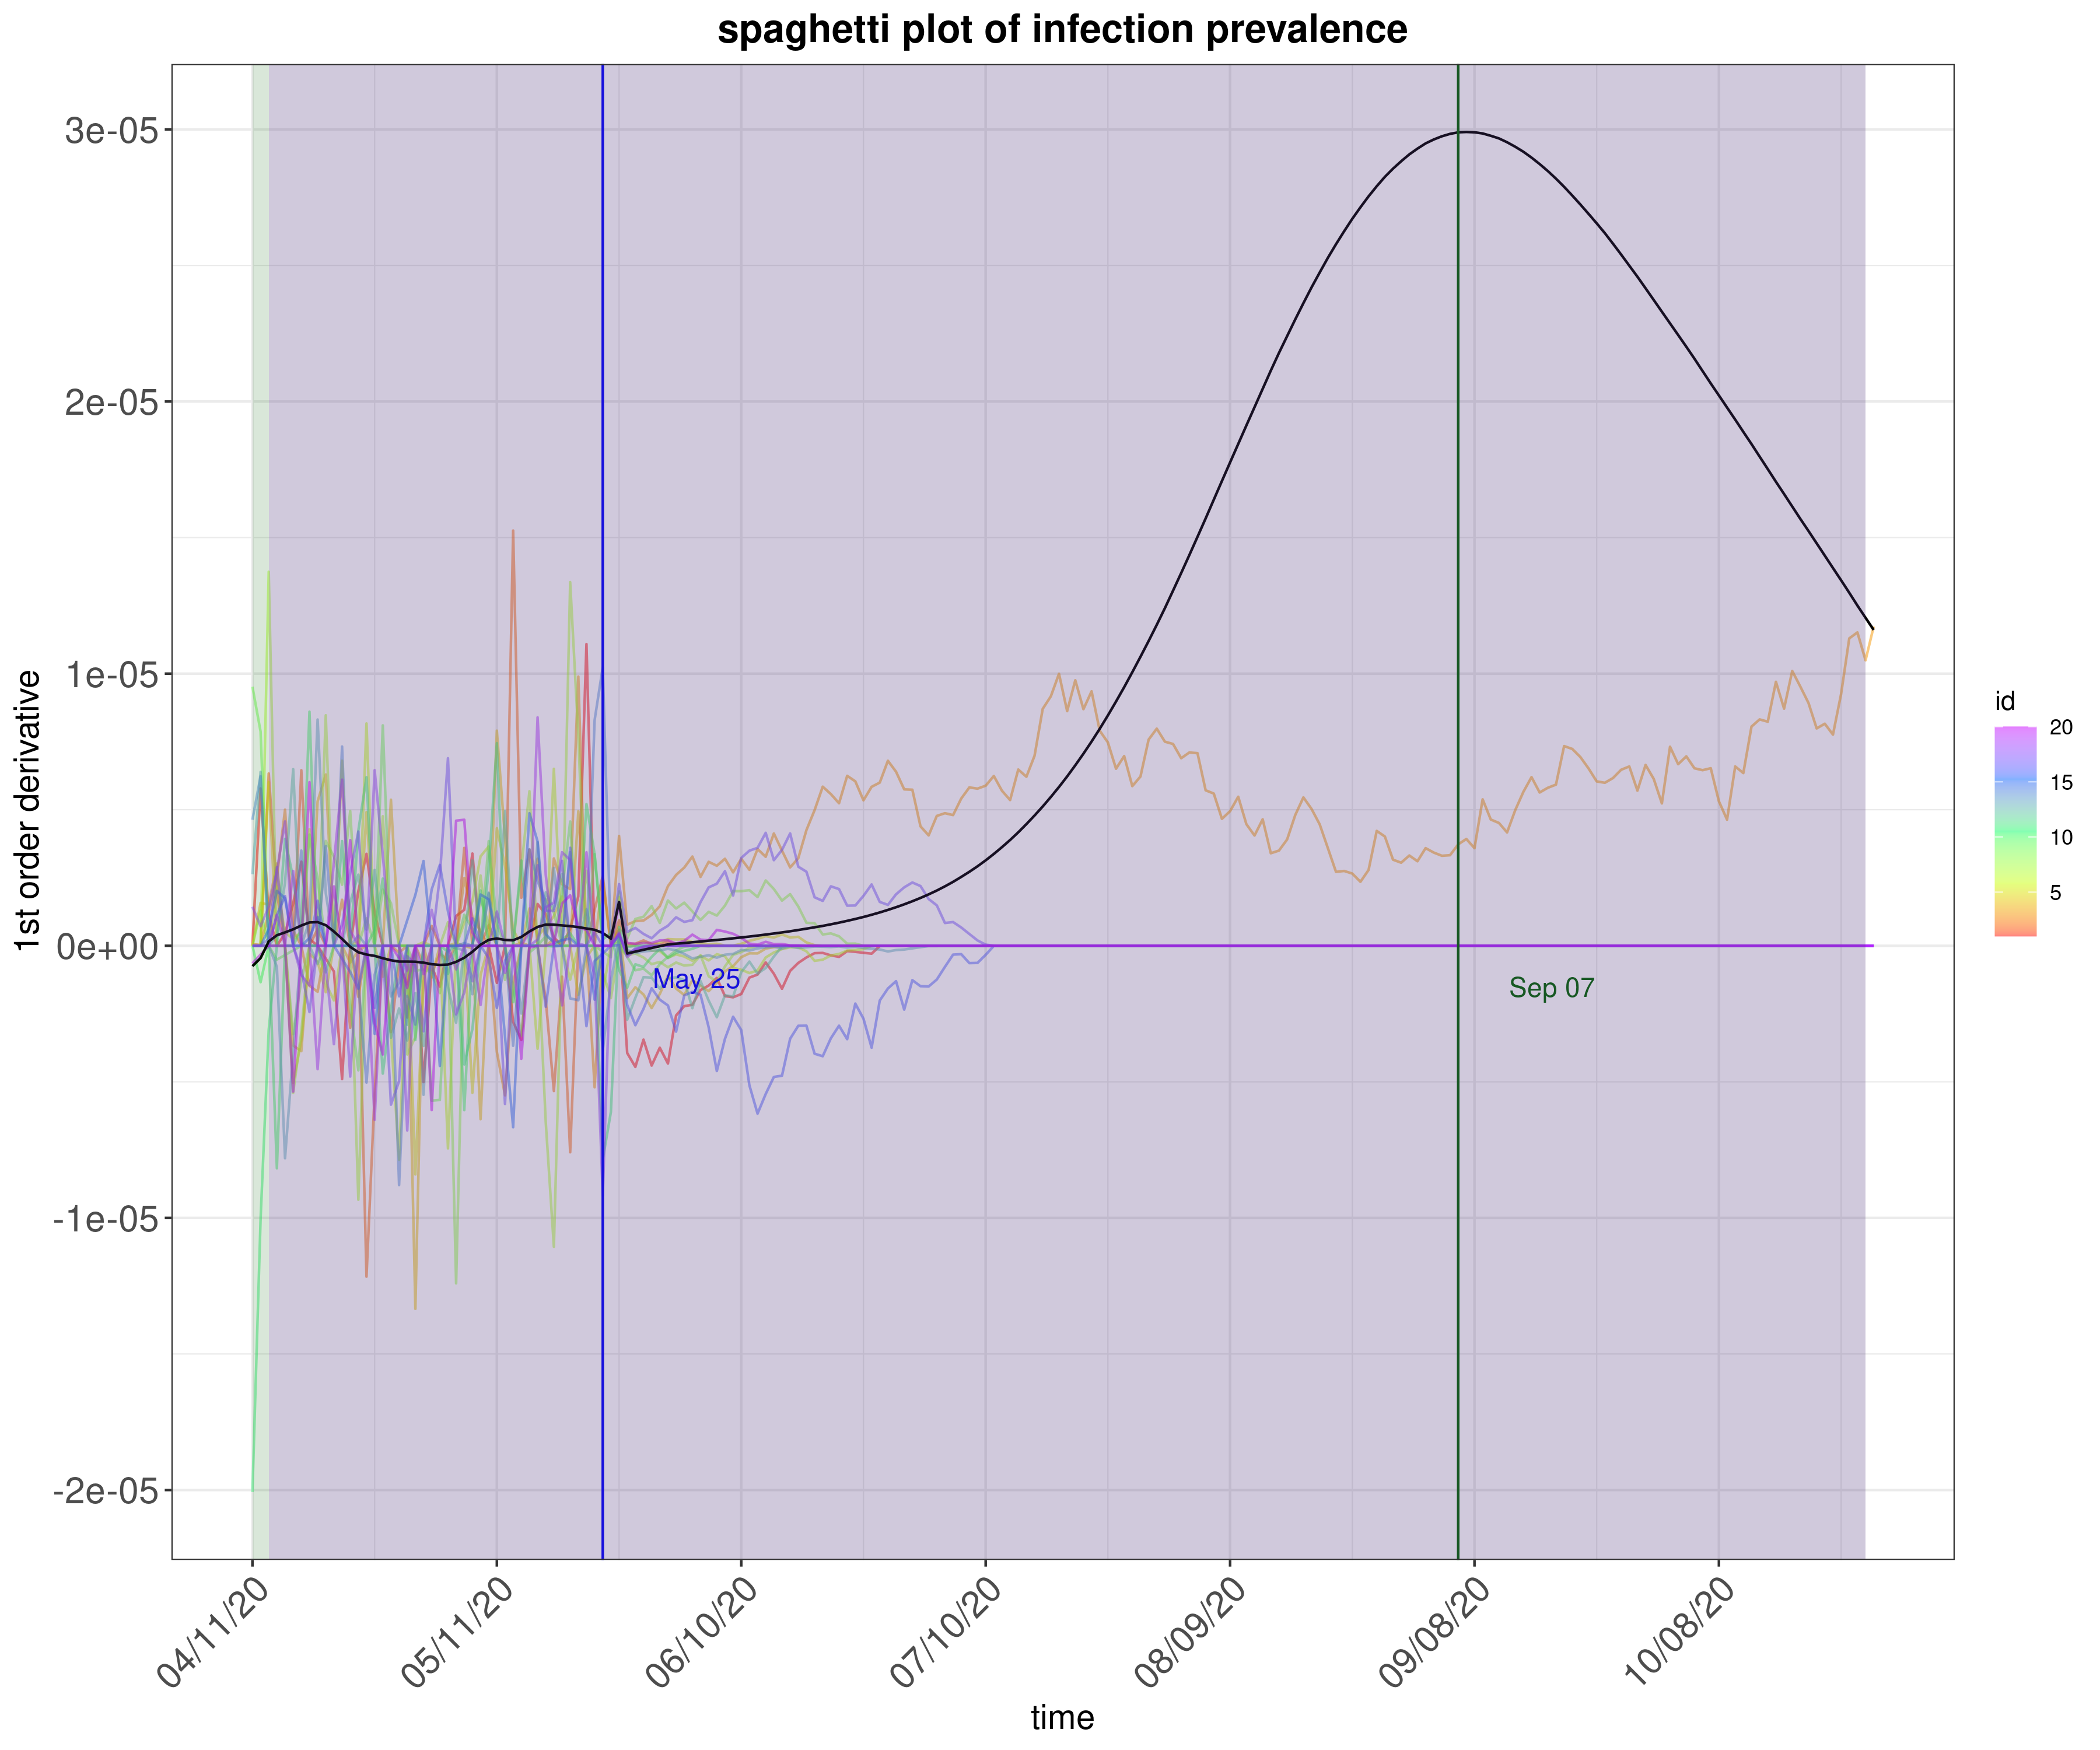 spaghetti plot of infection prevalence
3e-05
2e-05
1e-05
0e+00
-1e-05
-2e-05
1st order derivative
May 25
Sep 07
id
20
15
10
5
04/11/20
05/11/20
06/10/20
07/10/20
08/09/20
09/08/20
10/08/20
time